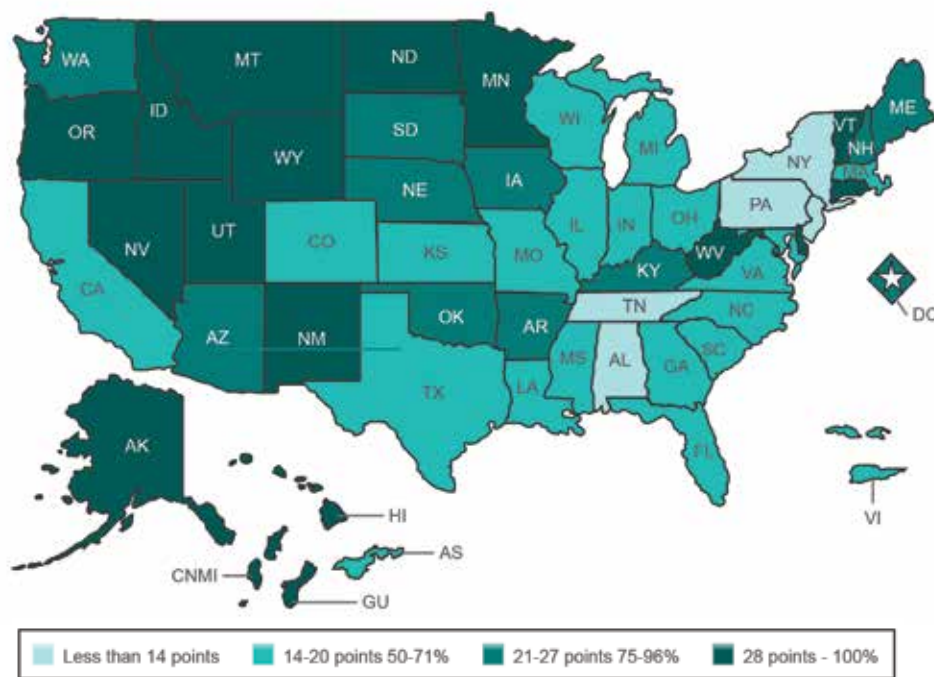 WA
MT
ND
MN
ME
VT
NH
OR
ID
SD
WI
MI
NY
MA
WY
NE
IA
PA
NV
UT
CO
KS
MO
IL
IN
OH
WV
KY
VA
CA
AZ
NM
OK
AR
TN
NC
DC
TX
LA
MS
AL
GA
SC
FL
AK
HI
AS
VI
CNMI
GU
Less than 14 points 14-20 points 50-71% 21-27 points 75-96% 28 points - 100%